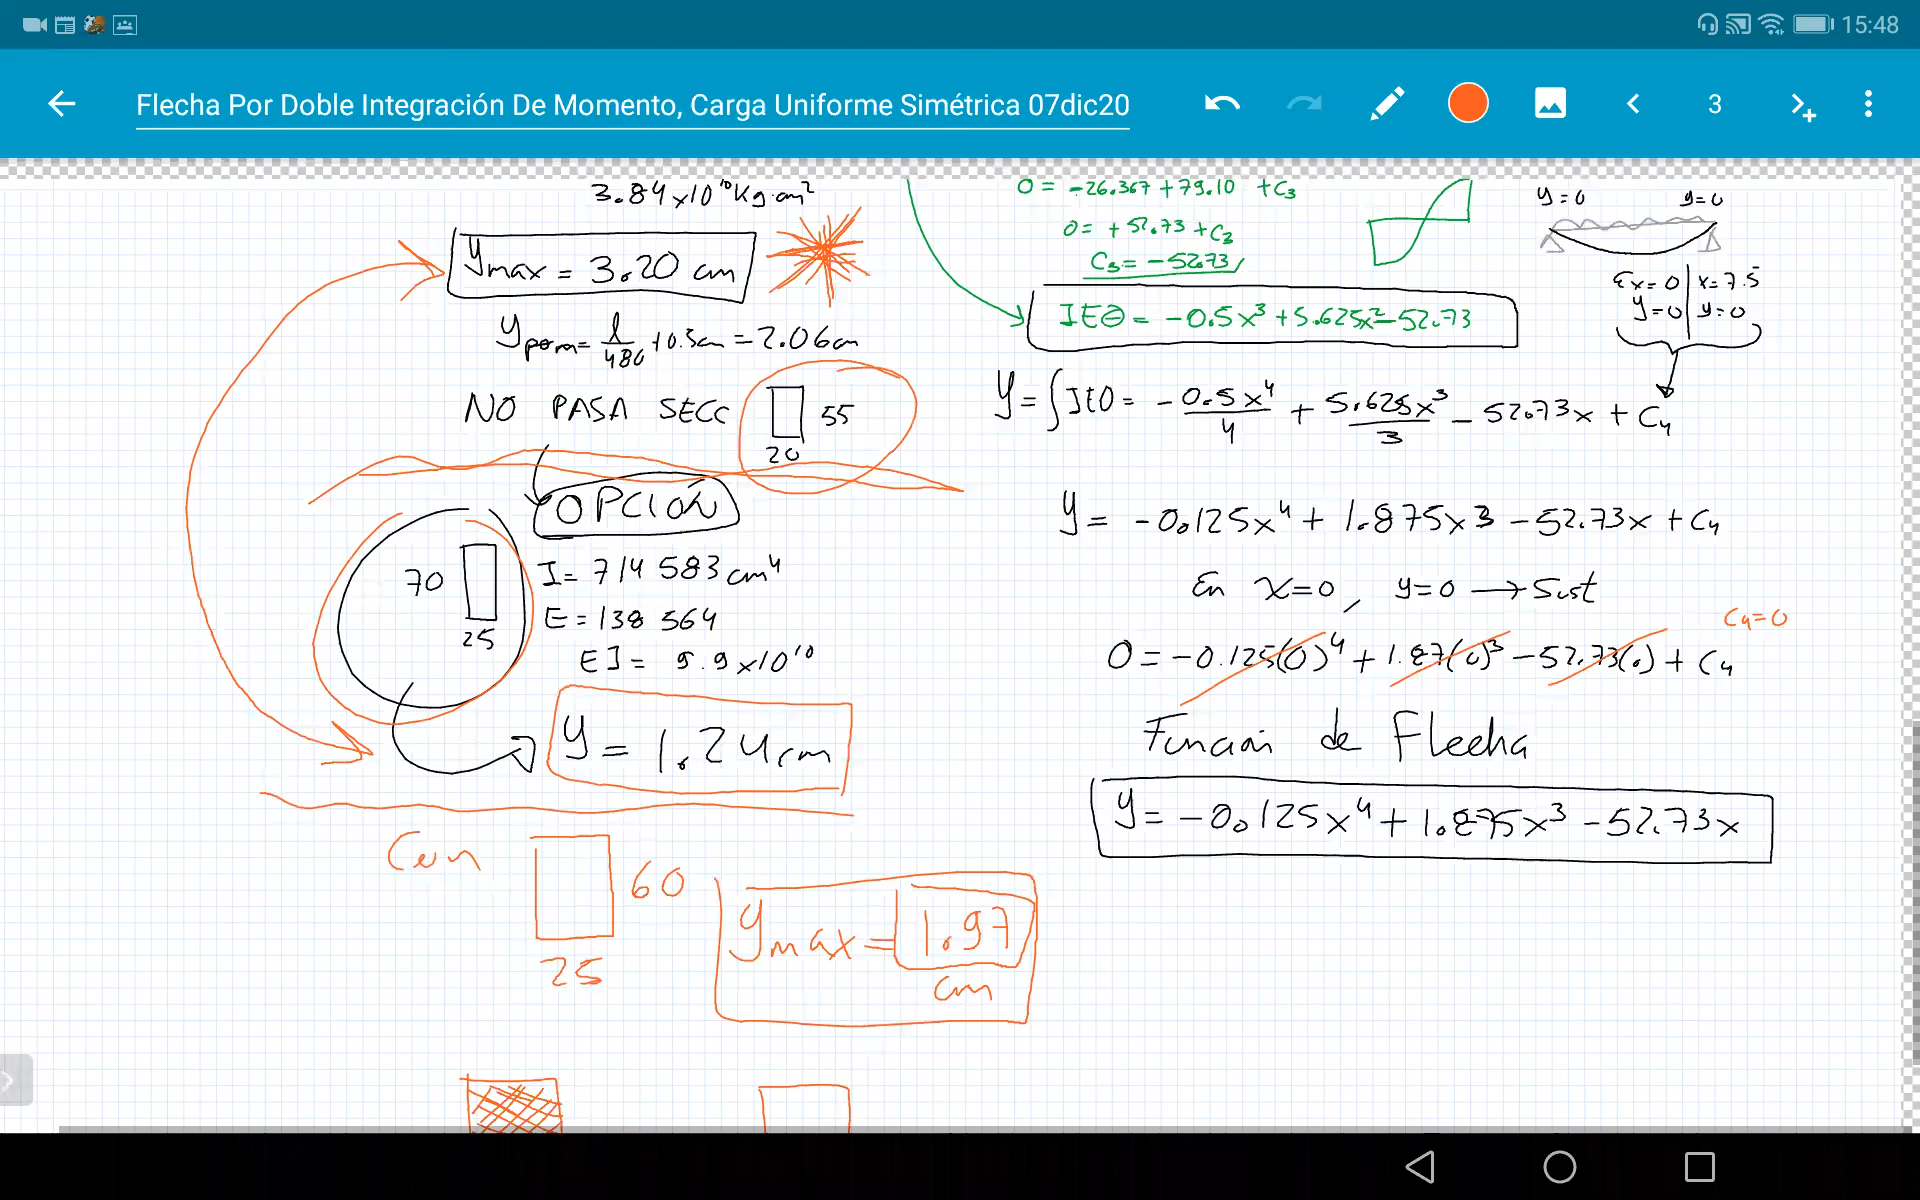 15:48
Flecha Por Doble Integración De Momento, Carga Uniforme Simétrica 07dic20
3
3.84x10¹⁰Kg·cm²
ymax = 3.20 cm
yperm = l/480 +0.5cm = 2.06cm
NO PASA SECC 55
20
OPCIÓN
70
25
I = 714 583 cm⁴
E = 138 564
EI = 9.9x10¹⁰
y = 1.24cm
Con 60
25
ymax = 1.97
cm
0 = -26.367 + 79.10 + C₃
0 = + 52.73 + C₃
C₃ = -52.73
IEΘ = -0.5x³ + 5.625x² - 52.73
y=0 y=0
En x=0 | x=7.5
y=0 | y=0
y = ∫IEΘ = -0.5x⁴/4 + 5.625x³/3 - 52.73x + C₄
y = -0.125x⁴ + 1.875x³ - 52.73x + C₄
En x=0, y=0 → Sust
C₄=0
0 = -0.125(0)⁴ + 1.87(0)³ - 52.73(0) + C₄
Función de Flecha
y = -0.125x⁴ + 1.875x³ - 52.73x